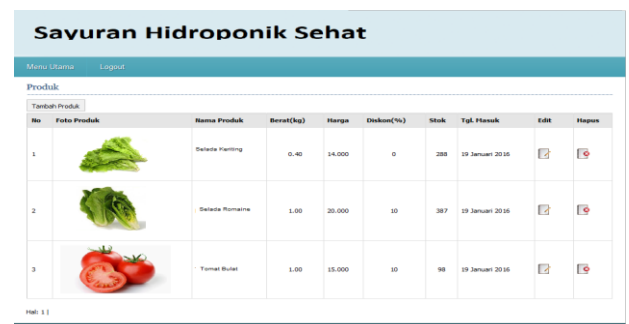 Sayuran Hidroponik Sehat
Menu Utama Logout
Produk
Tambah Produk
No Foto Produk Nama Produk Berat(kg) Harga Diskon(%) Stok Tgl. Masuk Edit Hapus
1 Selada Keriting 0.40 14.000 0 288 19 Januari 2016
2 Selada Romaine 1.00 20.000 10 387 19 Januari 2016
3 Tomat Bulat 1.00 15.000 10 98 19 Januari 2016
Hal: 1 |